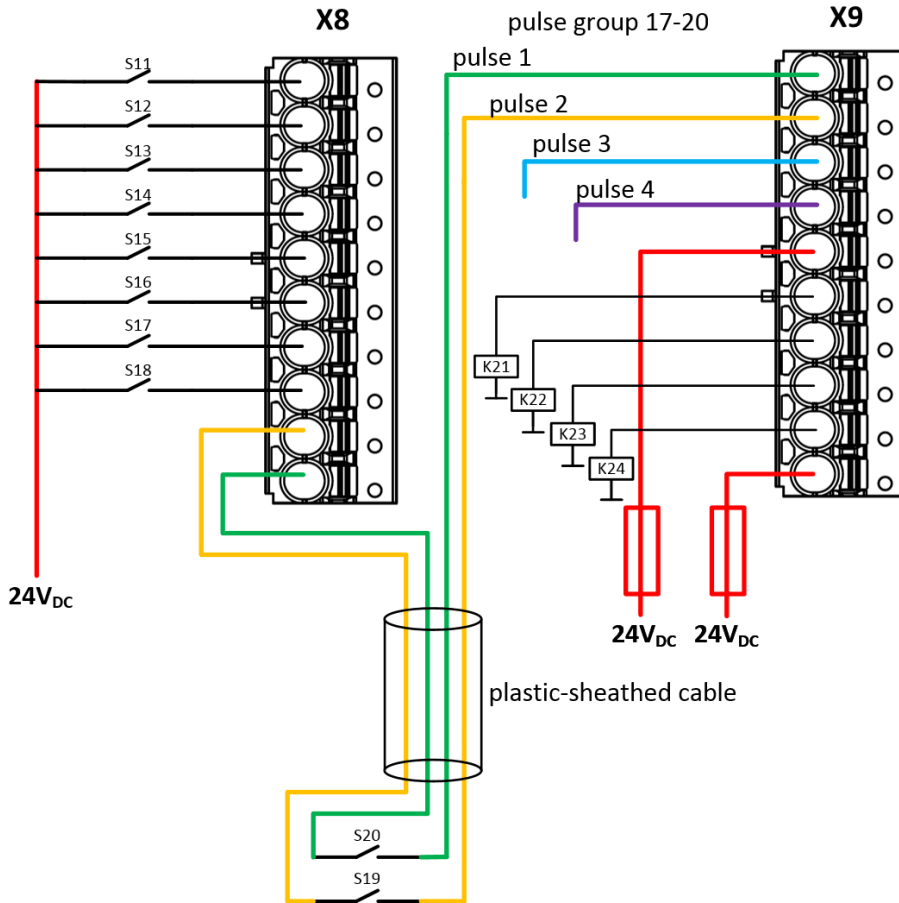 X8
pulse group 17-20
X9
pulse 1
S11
S12
pulse 2
S13
pulse 3
S14
pulse 4
S15
S16
S17
K21
S18
K22
K23
K24
24VDC
24VDC
24VDC
plastic-sheathed cable
S20
S19